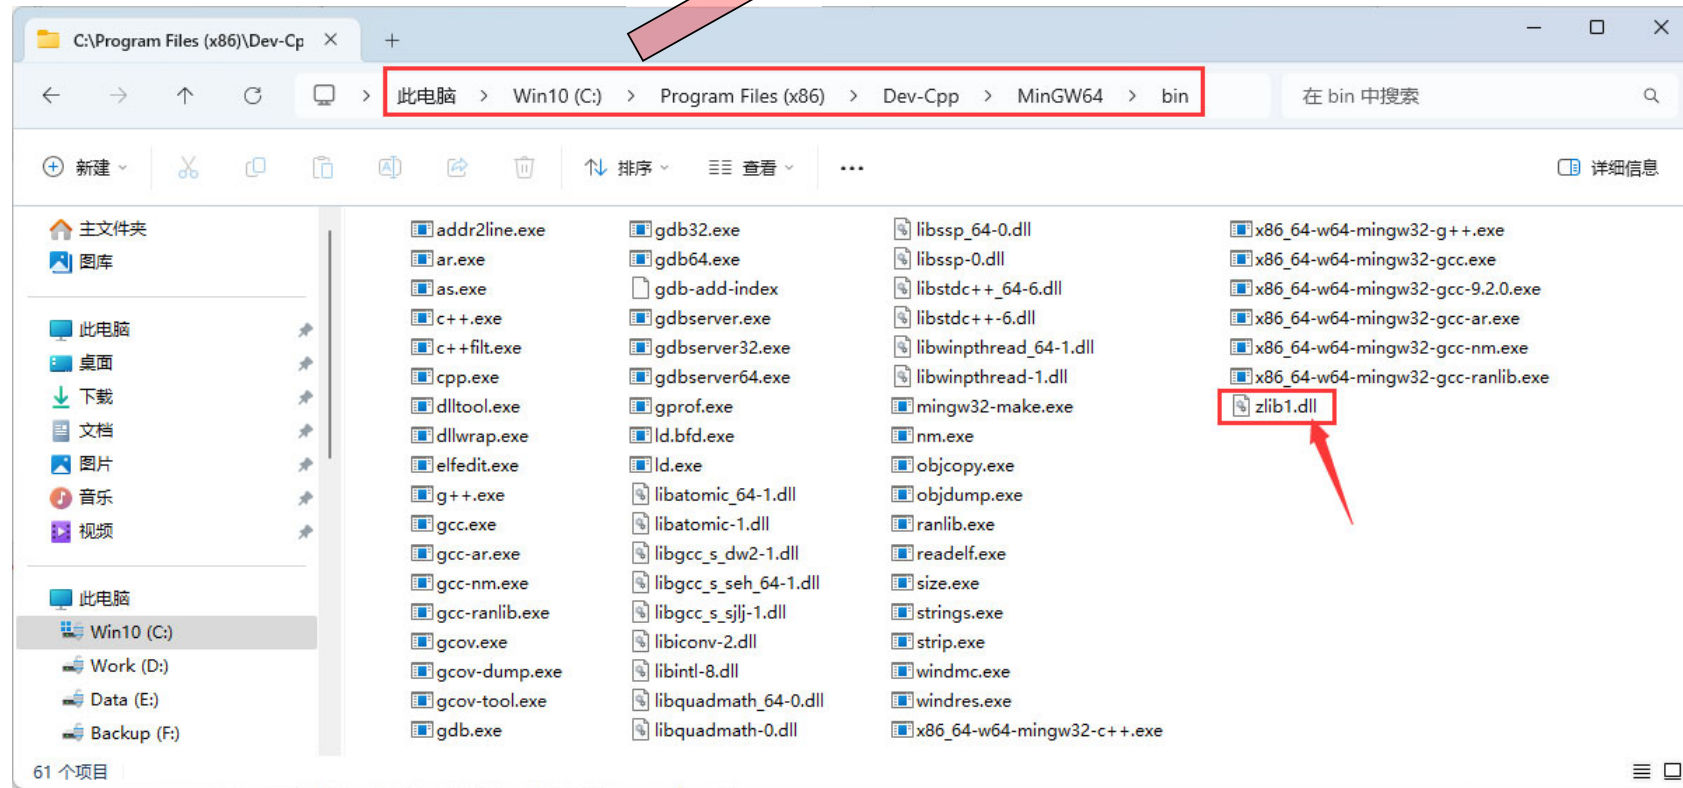 C:\Program Files (x86)\Dev-Cp
此电脑 > Win10 (C:) > Program Files (x86) > Dev-Cpp > MinGW64 > bin
在 bin 中搜索
新建
排序
查看
详细信息
主文件夹
图库
此电脑
桌面
下载
文档
图片
音乐
视频
此电脑
Win10 (C:)
Work (D:)
Data (E:)
Backup (F:)
addr2line.exe
ar.exe
as.exe
c++.exe
c++filt.exe
cpp.exe
dlltool.exe
dllwrap.exe
elfedit.exe
g++.exe
gcc.exe
gcc-ar.exe
gcc-nm.exe
gcc-ranlib.exe
gcov.exe
gcov-dump.exe
gcov-tool.exe
gdb.exe
gdb32.exe
gdb64.exe
gdb-add-index
gdbserver.exe
gdbserver32.exe
gdbserver64.exe
gprof.exe
ld.bfd.exe
ld.exe
libatomic_64-1.dll
libatomic-1.dll
libgcc_s_dw2-1.dll
libgcc_s_seh_64-1.dll
libgcc_s_sjlj-1.dll
libiconv-2.dll
libintl-8.dll
libquadmath_64-0.dll
libquadmath-0.dll
libssp_64-0.dll
libssp-0.dll
libstdc++_64-6.dll
libstdc++-6.dll
libwinpthread_64-1.dll
libwinpthread-1.dll
mingw32-make.exe
nm.exe
objcopy.exe
objdump.exe
ranlib.exe
readelf.exe
size.exe
strings.exe
strip.exe
windmc.exe
windres.exe
x86_64-w64-mingw32-c++.exe
x86_64-w64-mingw32-g++.exe
x86_64-w64-mingw32-gcc.exe
x86_64-w64-mingw32-gcc-9.2.0.exe
x86_64-w64-mingw32-gcc-ar.exe
x86_64-w64-mingw32-gcc-nm.exe
x86_64-w64-mingw32-gcc-ranlib.exe
zlib1.dll
61 个项目